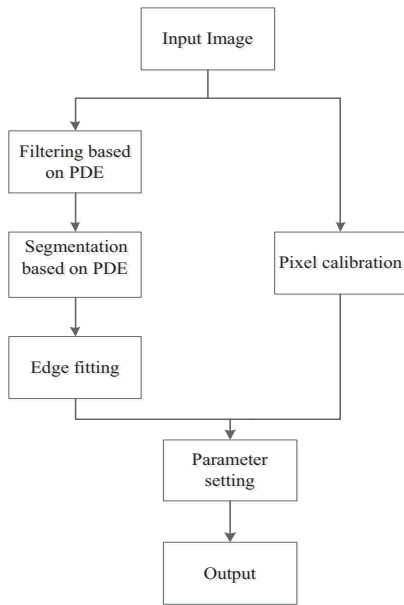 Input Image
Filtering based
on PDE
Segmentation
based on PDE
Pixel calibration
Edge fitting
Parameter
setting
Output